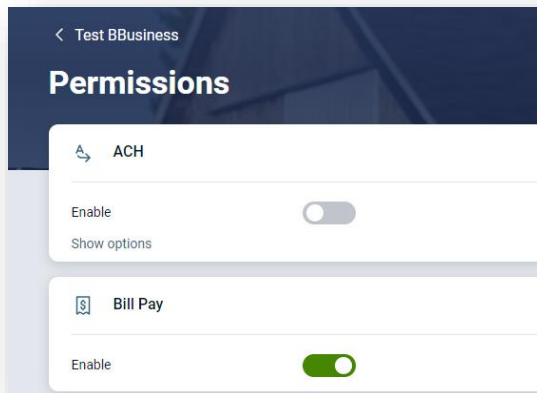 Test BBusiness
Permissions
ACH
Enable
Show options
Bill Pay
Enable